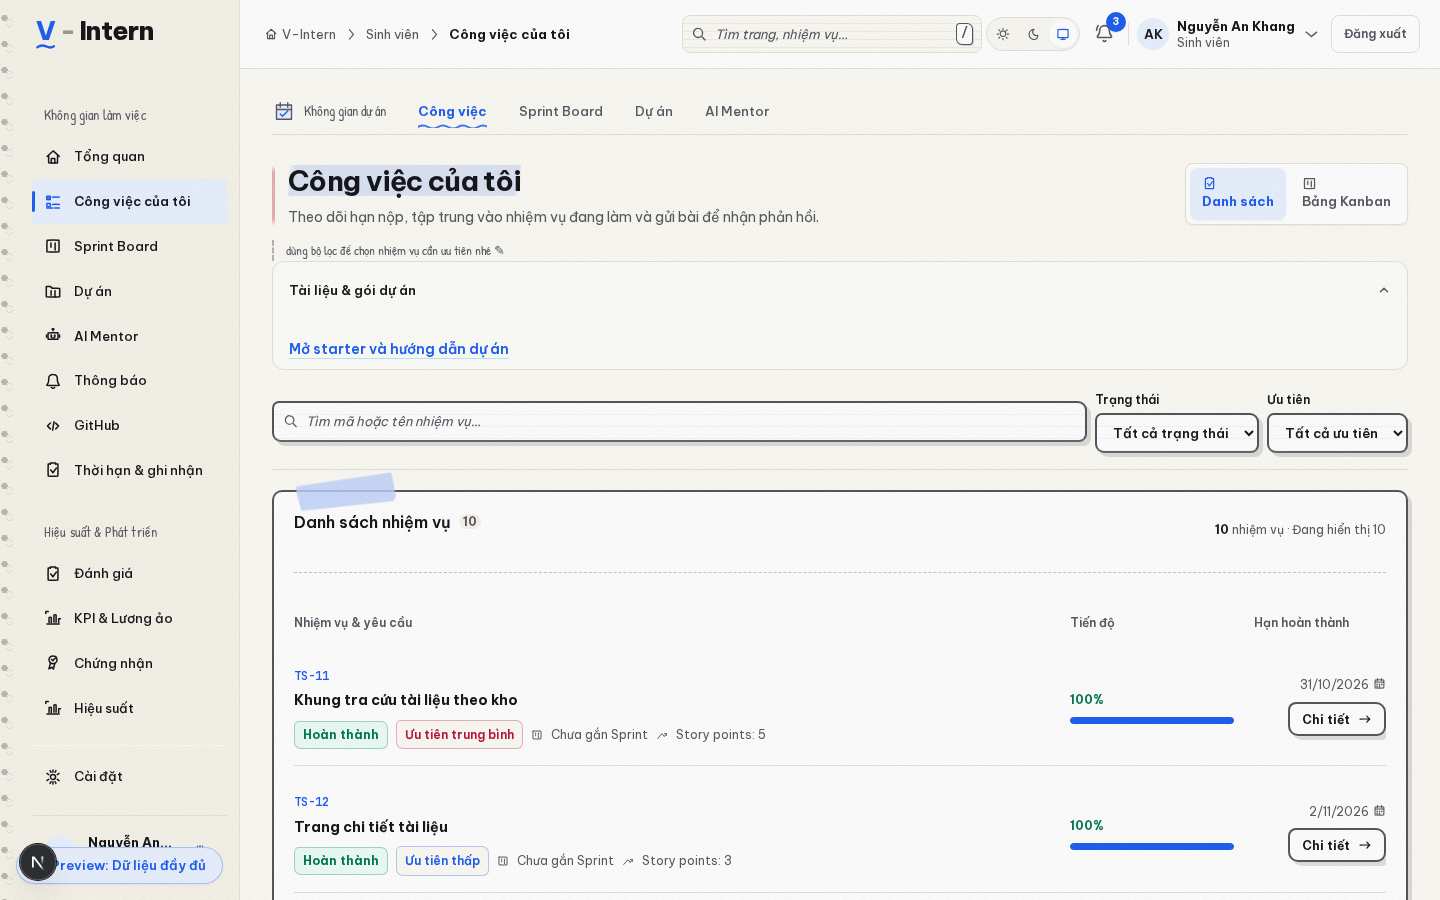 V - Intern
Không gian làm việc
Tổng quan
Công việc của tôi
Sprint Board
Dự án
AI Mentor
Thông báo
GitHub
Thời hạn & ghi nhận
Hiệu suất & Phát triển
Đánh giá
KPI & Lương ảo
Chứng nhận
Hiệu suất
Cài đặt
Nguyễn An...
N
Preview: Dữ liệu đầy đủ
V-Intern > Sinh viên > Công việc của tôi
Tìm trang, nhiệm vụ...
/
3
AK
Nguyễn An Khang
Sinh viên
Đăng xuất
Không gian dự án
Công việc
Sprint Board
Dự án
AI Mentor
Công việc của tôi
Theo dõi hạn nộp, tập trung vào nhiệm vụ đang làm và gửi bài để nhận phản hồi.
Danh sách
Bảng Kanban
dùng bộ lọc để chọn nhiệm vụ cần ưu tiên nhé ✎
Tài liệu & gói dự án
Mở starter và hướng dẫn dự án
Tìm mã hoặc tên nhiệm vụ...
Trạng thái
Tất cả trạng thái
Ưu tiên
Tất cả ưu tiên
Danh sách nhiệm vụ 10
10 nhiệm vụ · Đang hiển thị 10
Nhiệm vụ & yêu cầu
Tiến độ
Hạn hoàn thành
TS-11
Khung tra cứu tài liệu theo kho
Hoàn thành
Ưu tiên trung bình
Chưa gắn Sprint
Story points: 5
100%
31/10/2026
Chi tiết →
TS-12
Trang chi tiết tài liệu
Hoàn thành
Ưu tiên thấp
Chưa gắn Sprint
Story points: 3
100%
2/11/2026
Chi tiết →